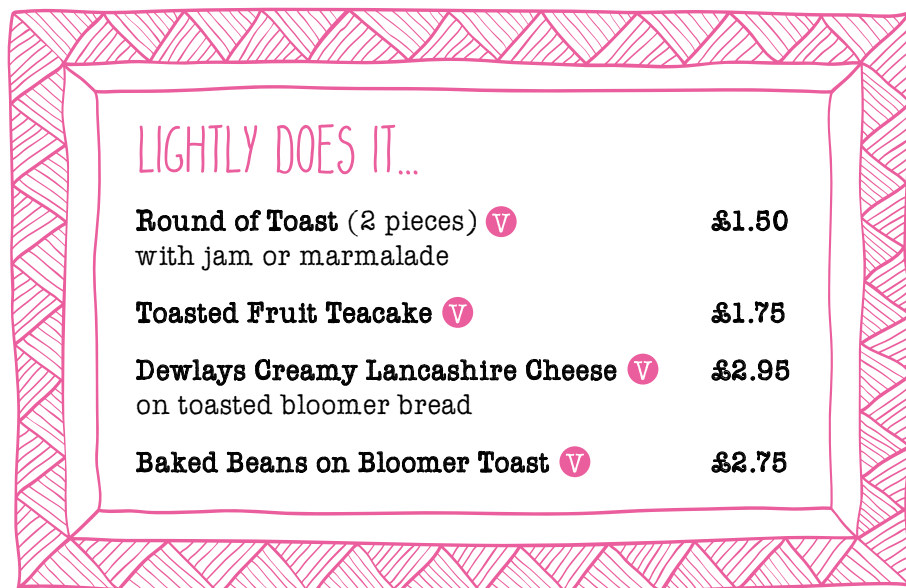 LIGHTLY DOES IT...
Round of Toast (2 pieces) V £1.50
with jam or marmalade
Toasted Fruit Teacake V £1.75
Dewlays Creamy Lancashire Cheese V £2.95
on toasted bloomer bread
Baked Beans on Bloomer Toast V £2.75